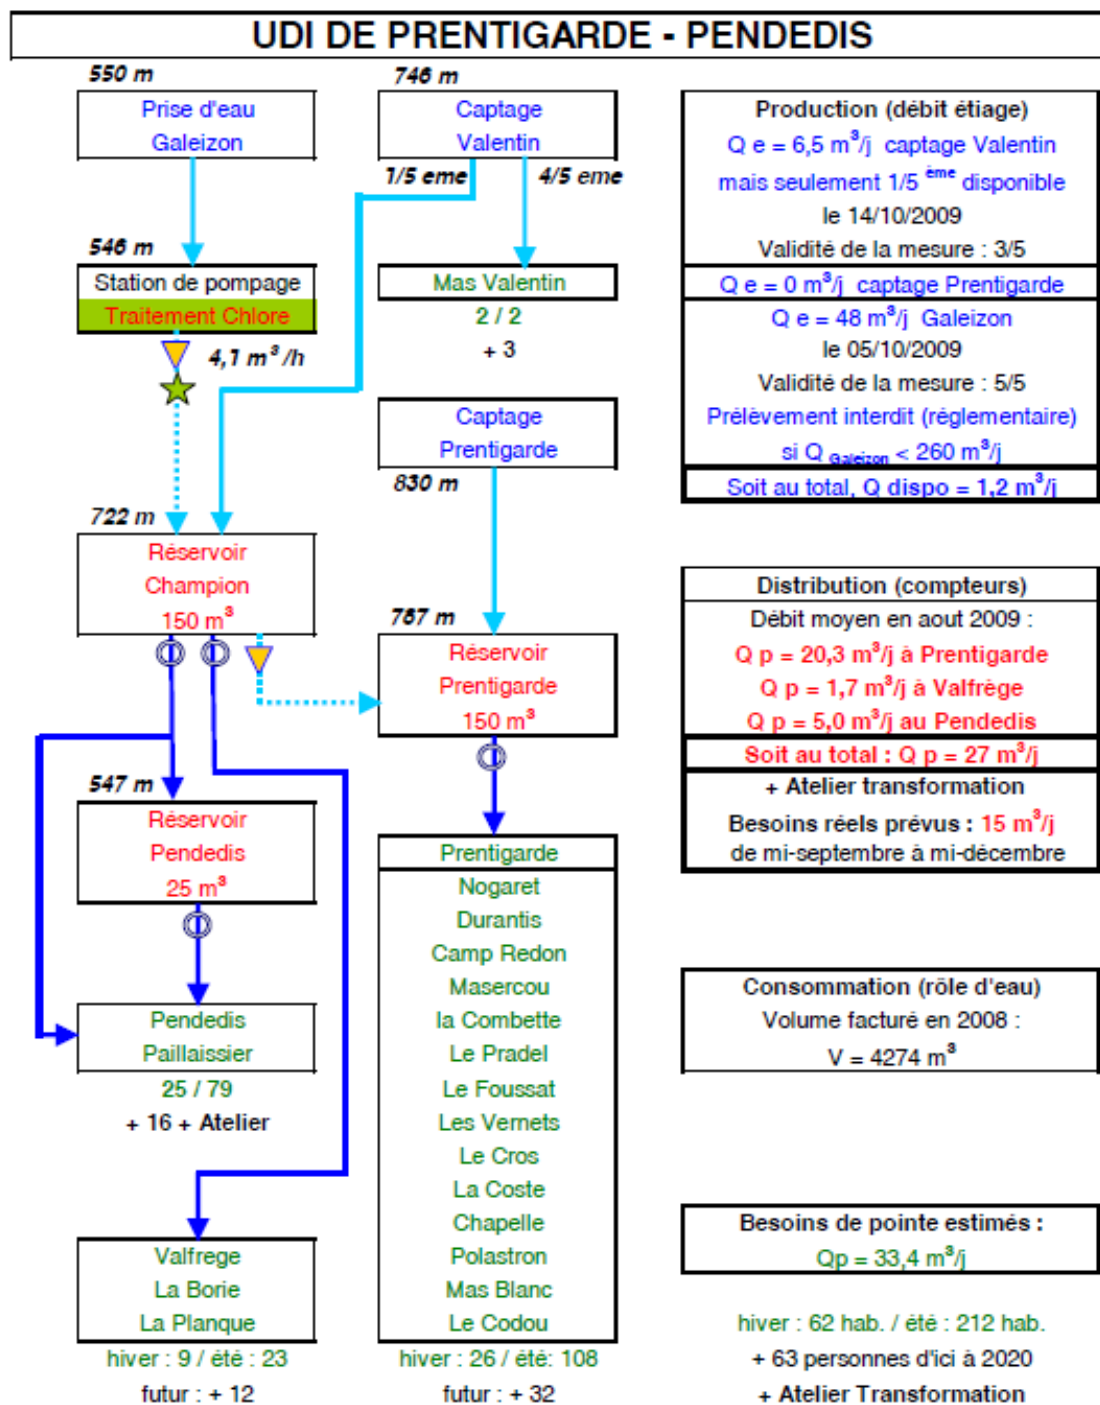 UDI DE PRENTIGARDE - PENDEDIS
550 m
Prise d'eau
Galeizon
746 m
Captage
Valentin
1/5 eme
4/5 eme
546 m
Station de pompage
Traitement Chlore
4,1 m³/h
Mas Valentin
2 / 2
+ 3
Captage
Prentigarde
830 m
722 m
Réservoir
Champion
150 m³
767 m
Réservoir
Prentigarde
150 m³
547 m
Réservoir
Pendedis
25 m³
Pendedis
Paillaissier
25 / 79
+ 16 + Atelier
Valfrege
La Borie
La Planque
hiver : 9 / été : 23
futur : + 12
Prentigarde
Nogaret
Durantis
Camp Redon
Masercou
la Combette
Le Pradel
Le Foussat
Les Vernets
Le Cros
La Coste
Chapelle
Polastron
Mas Blanc
Le Codou
hiver : 26 / été: 108
futur : + 32
Production (débit étiage)
Q e = 6,5 m³/j captage Valentin
mais seulement 1/5 ème disponible
le 14/10/2009
Validité de la mesure : 3/5
Q e = 0 m³/j captage Prentigarde
Q e = 48 m³/j Galeizon
le 05/10/2009
Validité de la mesure : 5/5
Prélèvement interdit (réglementaire)
si Q Galeizon < 260 m³/j
Soit au total, Q dispo = 1,2 m³/j
Distribution (compteurs)
Débit moyen en aout 2009 :
Q p = 20,3 m³/j à Prentigarde
Q p = 1,7 m³/j à Valfrège
Q p = 5,0 m³/j au Pendedis
Soit au total : Q p = 27 m³/j
+ Atelier transformation
Besoins réels prévus : 15 m³/j
de mi-septembre à mi-décembre
Consommation (rôle d'eau)
Volume facturé en 2008 :
V = 4274 m³
Besoins de pointe estimés :
Qp = 33,4 m³/j
hiver : 62 hab. / été : 212 hab.
+ 63 personnes d'ici à 2020
+ Atelier Transformation